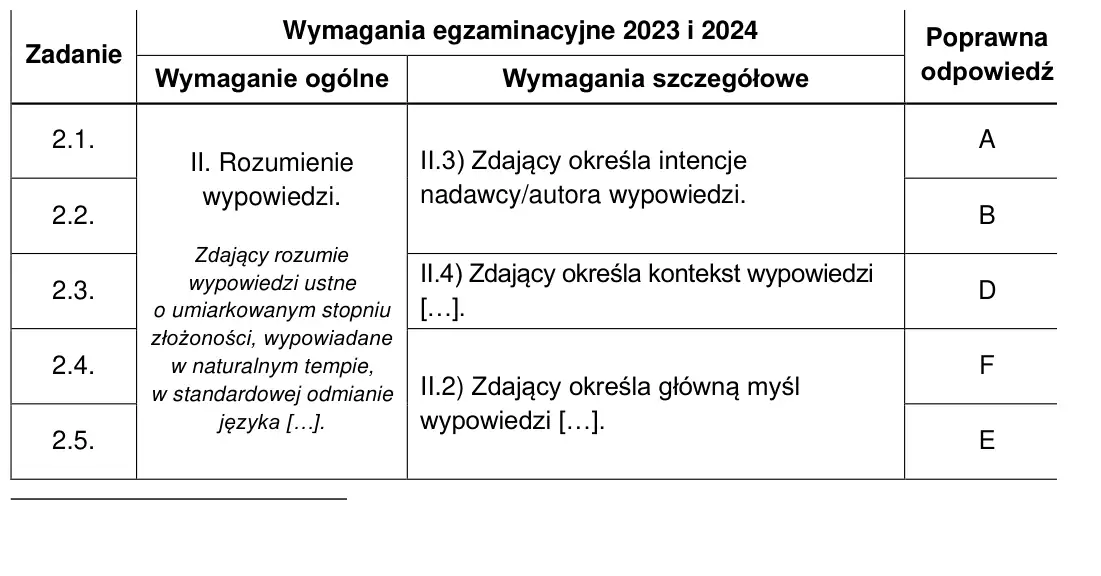 Zadanie
Wymagania egzaminacyjne 2023 i 2024
Poprawna
odpowiedź
Wymaganie ogólne
Wymagania szczegółowe
2.1.
II. Rozumienie
wypowiedzi.
Zdający rozumie
wypowiedzi ustne
o umiarkowanym stopniu
złożoności, wypowiadane
w naturalnym tempie,
w standardowej odmianie
języka […].
II.3) Zdający określa intencje
nadawcy/autora wypowiedzi.
A
2.2.
B
2.3.
II.4) Zdający określa kontekst wypowiedzi
[…].
D
2.4.
II.2) Zdający określa główną myśl
wypowiedzi […].
F
2.5.
E